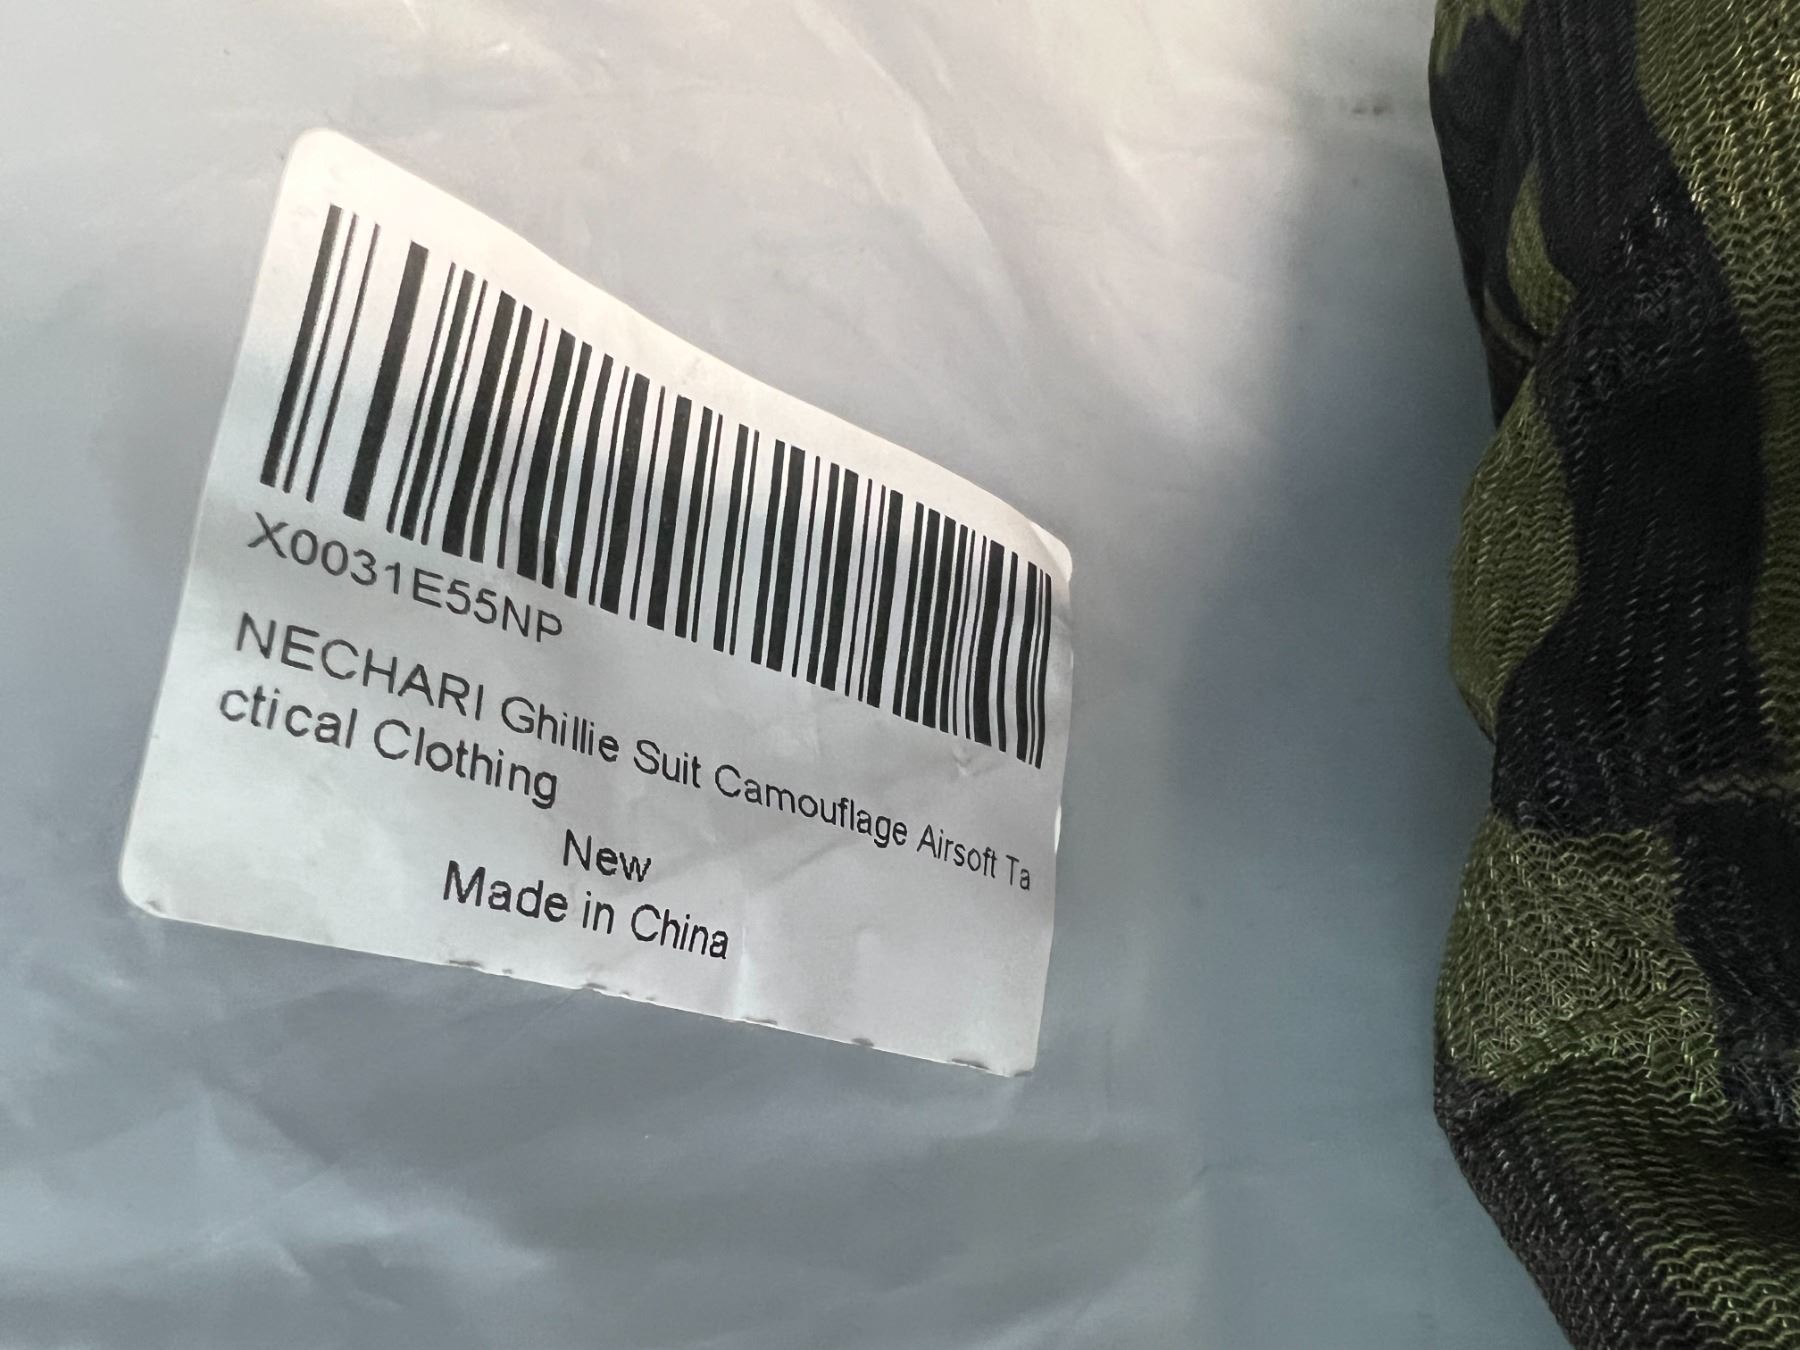 X0031E55NP
NECHARI Ghillie Suit Camouflage Airsoft Ta
ctical Clothing
New
Made in China